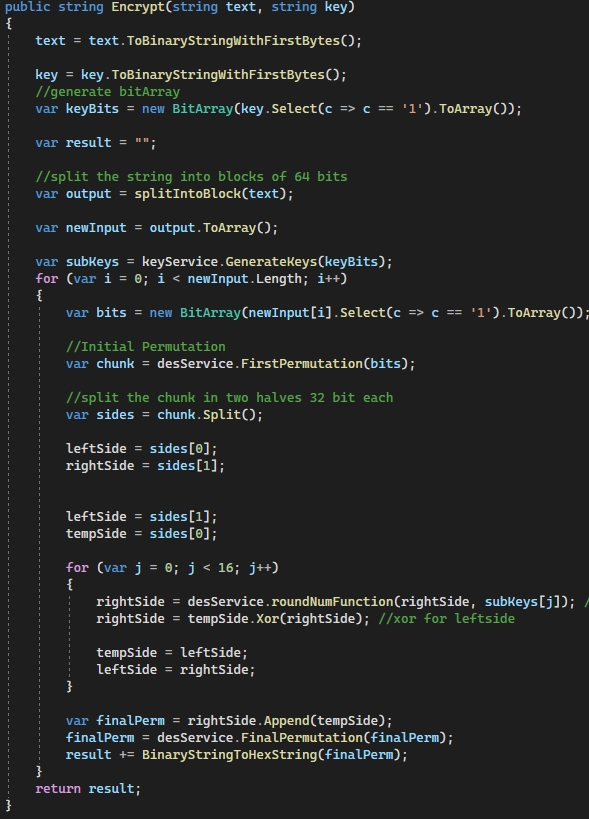 public string Encrypt(string text, string key)
{
text = text.ToBinaryStringWithFirstBytes();
key = key.ToBinaryStringWithFirstBytes();
//generate bitArray
var keyBits = new BitArray(key.Select(c => c == '1').ToArray());
var result = "";
//split the string into blocks of 64 bits
var output = splitIntoBlock(text);
var newInput = output.ToArray();
var subKeys = keyService.GenerateKeys(keyBits);
for (var i = 0; i < newInput.Length; i++)
{
var bits = new BitArray(newInput[i].Select(c => c == '1').ToArray());
//Initial Permutation
var chunk = desService.FirstPermutation(bits);
//split the chunk in two halves 32 bit each
var sides = chunk.Split();
leftSide = sides[0];
rightSide = sides[1];
leftSide = sides[1];
tempSide = sides[0];
for (var j = 0; j < 16; j++)
{
rightSide = desService.roundNumFunction(rightSide, subKeys[j]); /
rightSide = tempSide.Xor(rightSide); //xor for leftside
tempSide = leftSide;
leftSide = rightSide;
}
var finalPerm = rightSide.Append(tempSide);
finalPerm = desService.FinalPermutation(finalPerm);
result += BinaryStringToHexString(finalPerm);
}
return result;
}